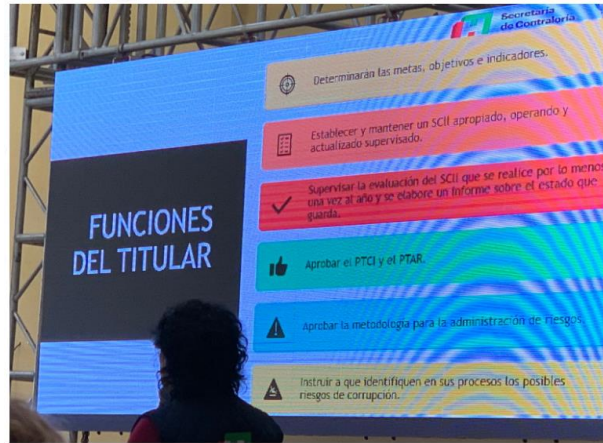 Secretaría
de Contraloría
FUNCIONES
DEL TITULAR
Determinarán las metas, objetivos e indicadores.
Establecer y mantener un SCII apropiado, operando y
actualizado supervisado.
Supervisar la evaluación del SCII que se realice por lo menos
una vez al año y se elabore un informe sobre el estado que
guarda.
Aprobar el PTCI y el PTAR.
Aprobar la metodología para la administración de riesgos.
Instruir a que identifiquen en sus procesos los posibles
riesgos de corrupción.